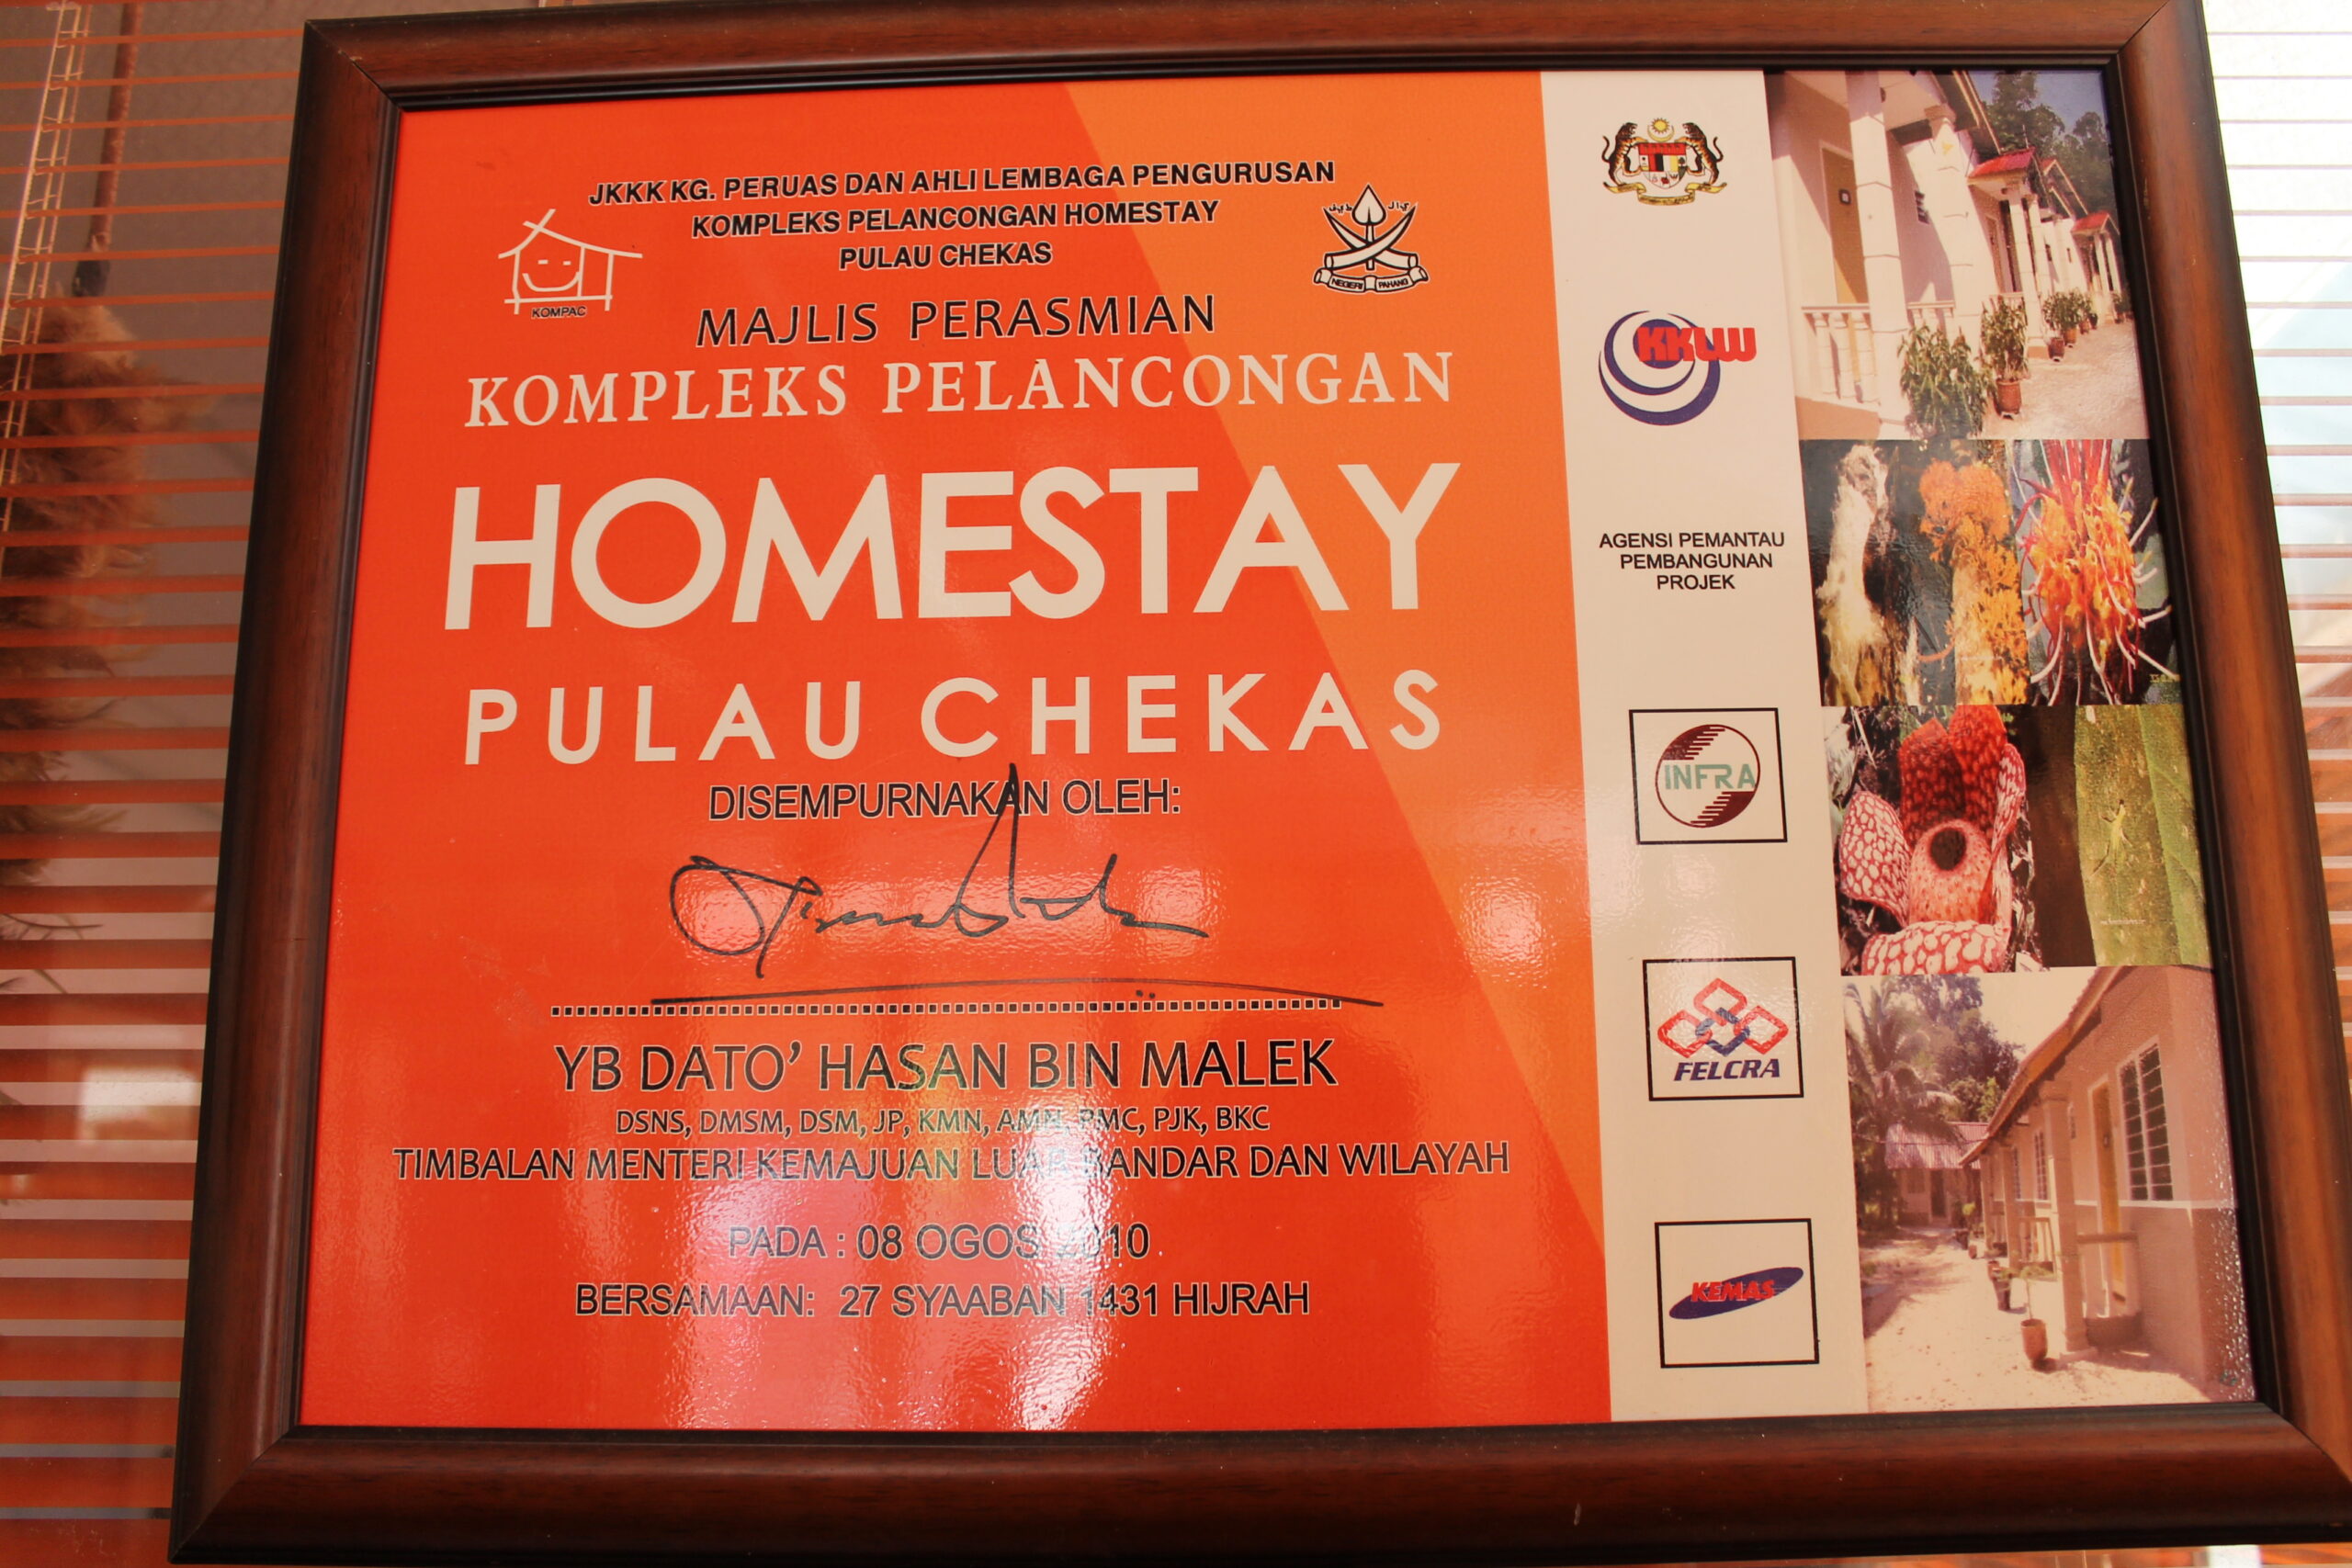 JKKK KG. PERUAS DAN AHLI LEMBAGA PENGURUSAN
KOMPLEKS PELANCONGAN HOMESTAY
PULAU CHEKAS
KOMPAC
NEGERI PAHANG
MAJLIS PERASMIAN
KOMPLEKS PELANCONGAN
HOMESTAY
PULAU CHEKAS
DISEMPURNAKAN OLEH:
YB DATO' HASAN BIN MALEK
DSNS, DMSM, DSM, JP, KMN, AMN, PMC, PJK, BKC
TIMBALAN MENTERI KEMAJUAN LUAR BANDAR DAN WILAYAH
PADA : 08 OGOS 2010
BERSAMAAN: 27 SYAABAN 1431 HIJRAH
KKLW
AGENSI PEMANTAU
PEMBANGUNAN
PROJEK
INFRA
FELCRA
KEMAS